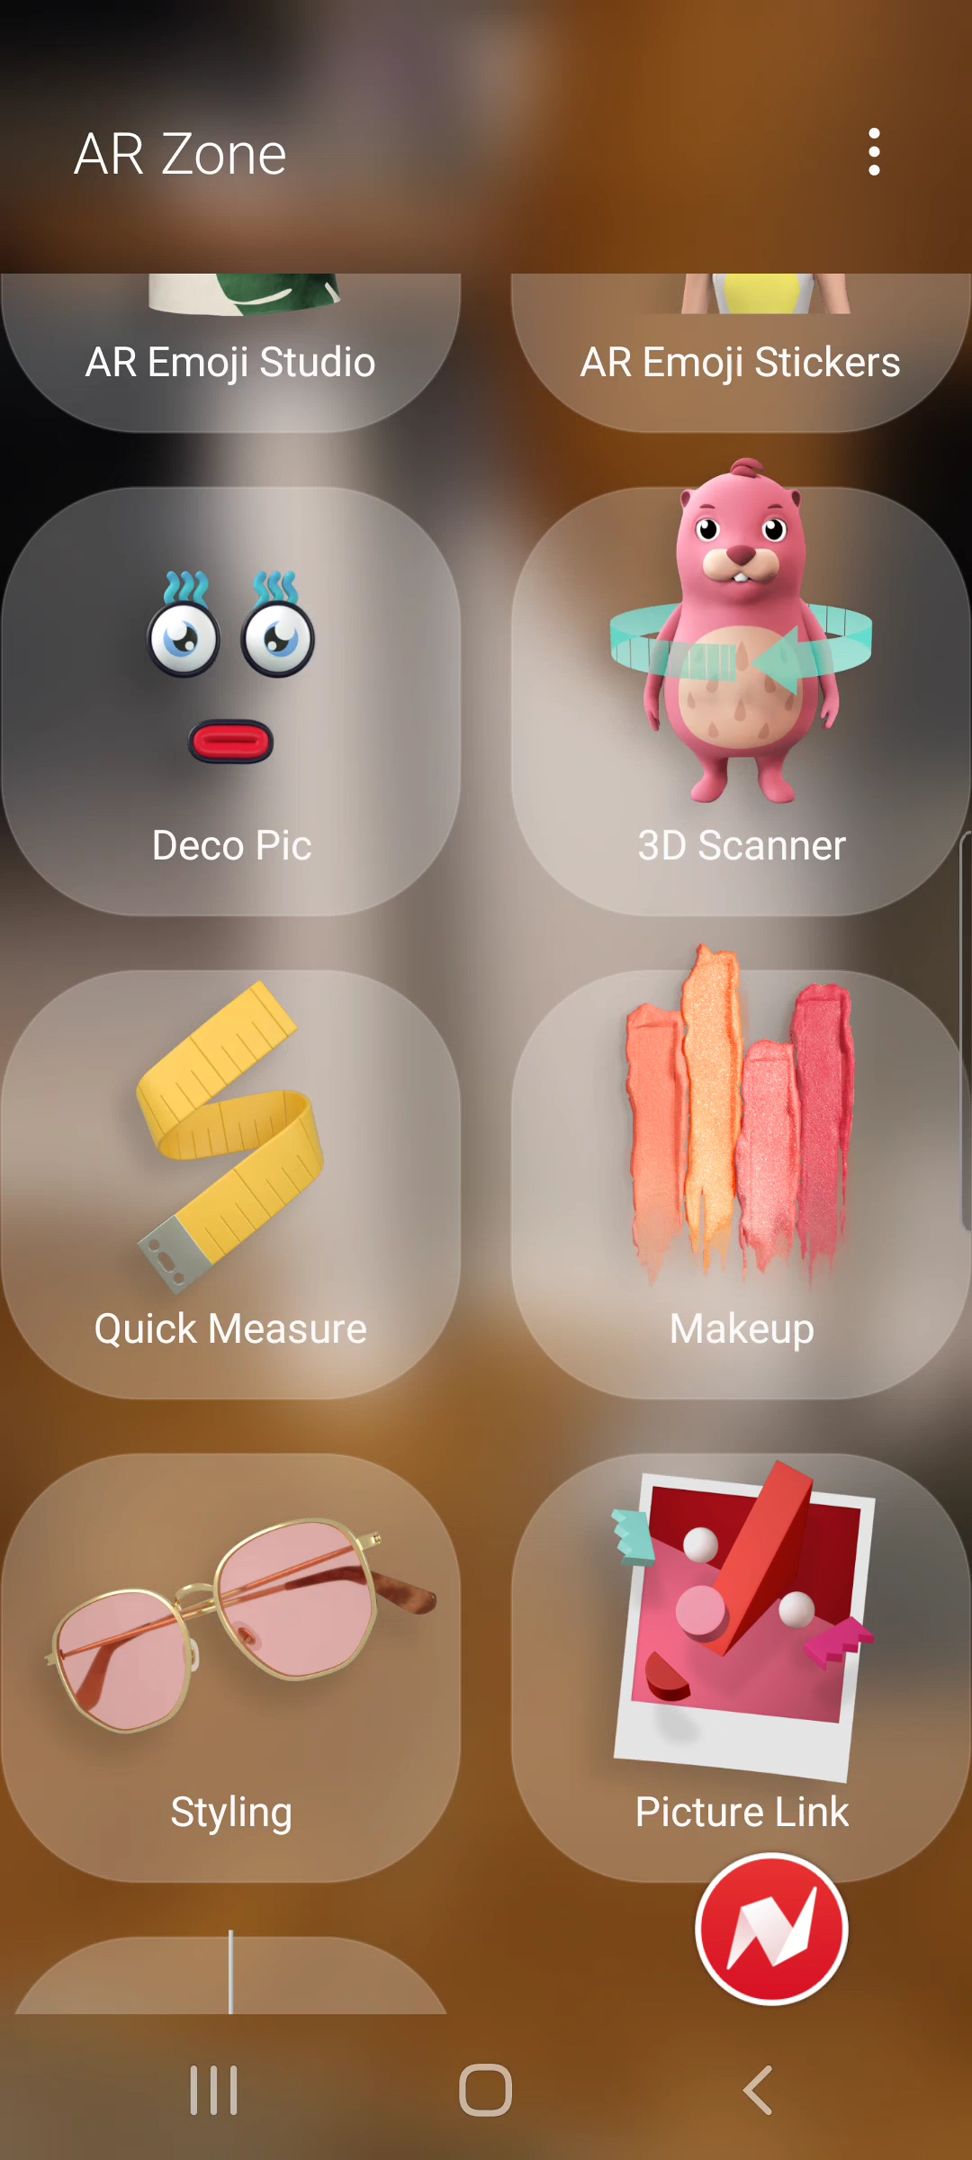 AR Zone
AR Emoji Studio
AR Emoji Stickers
Deco Pic
3D Scanner
Quick Measure
Makeup
Styling
Picture Link